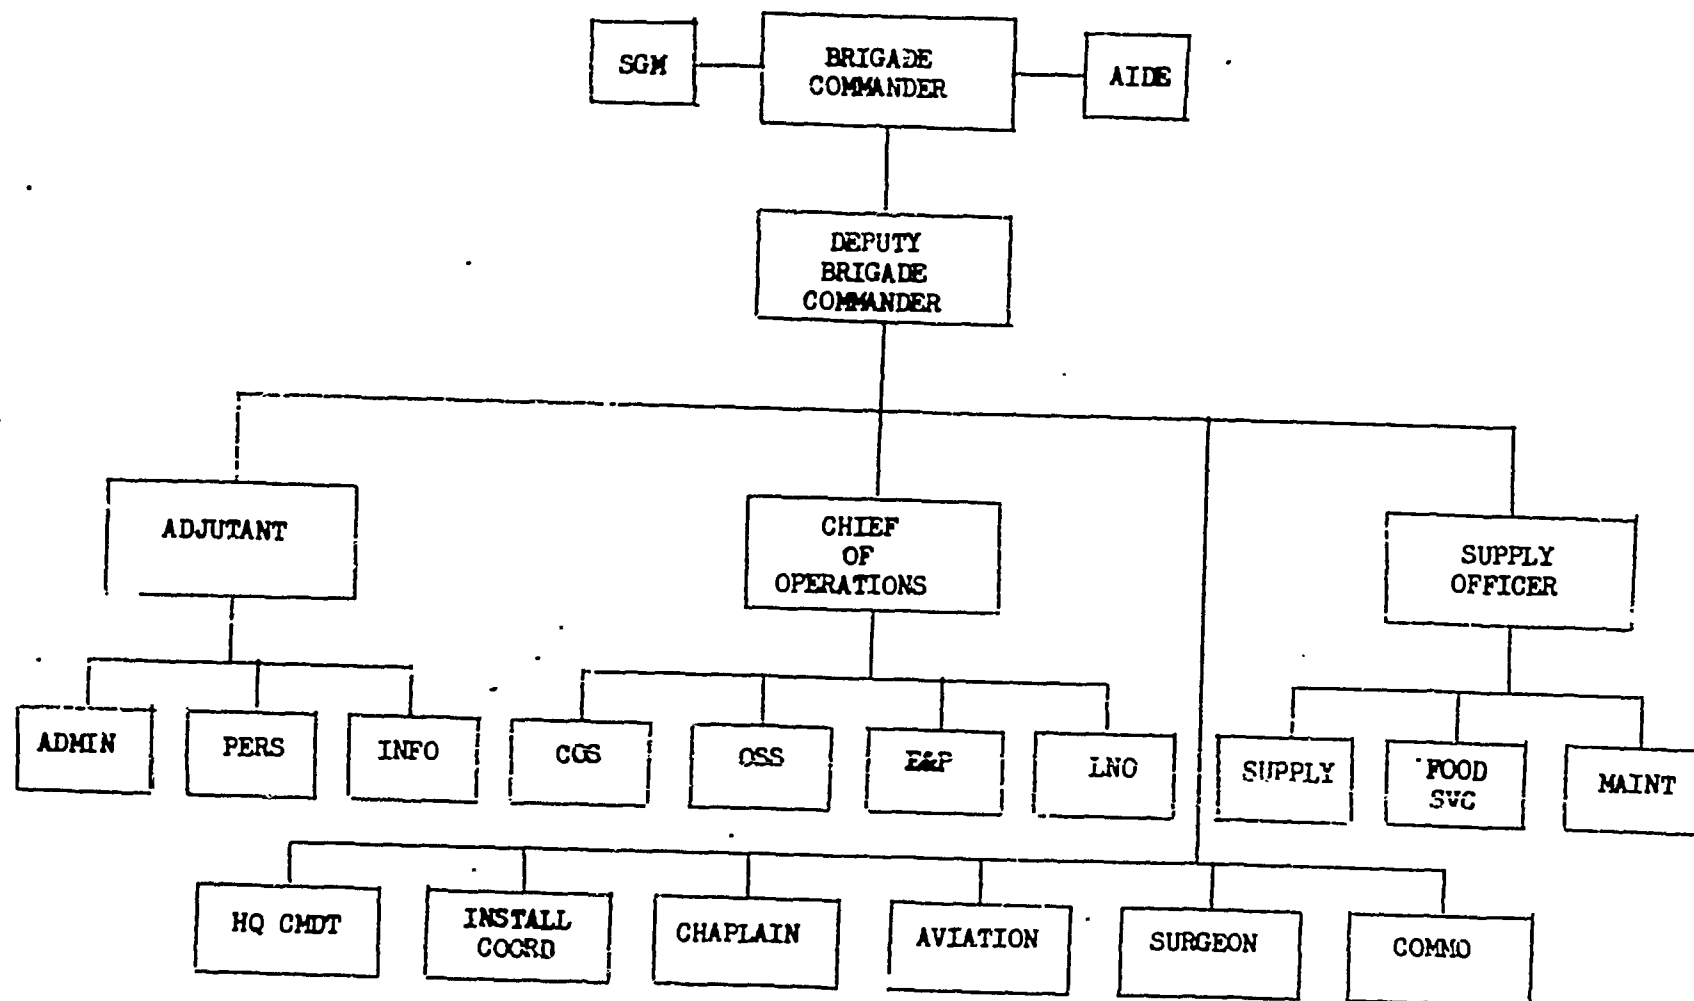 SGM
BRIGADE
COMMANDER
AIDE
DEPUTY
BRIGADE
COMMANDER
ADJUTANT
CHIEF
OF
OPERATIONS
SUPPLY
OFFICER
ADMIN
PERS
INFO
COS
OSS
E&P
LNO
SUPPLY
FOOD
SVC
MAINT
HQ CMDT
INSTALL
COORD
CHAPLAIN
AVIATION
SURGEON
COMMO